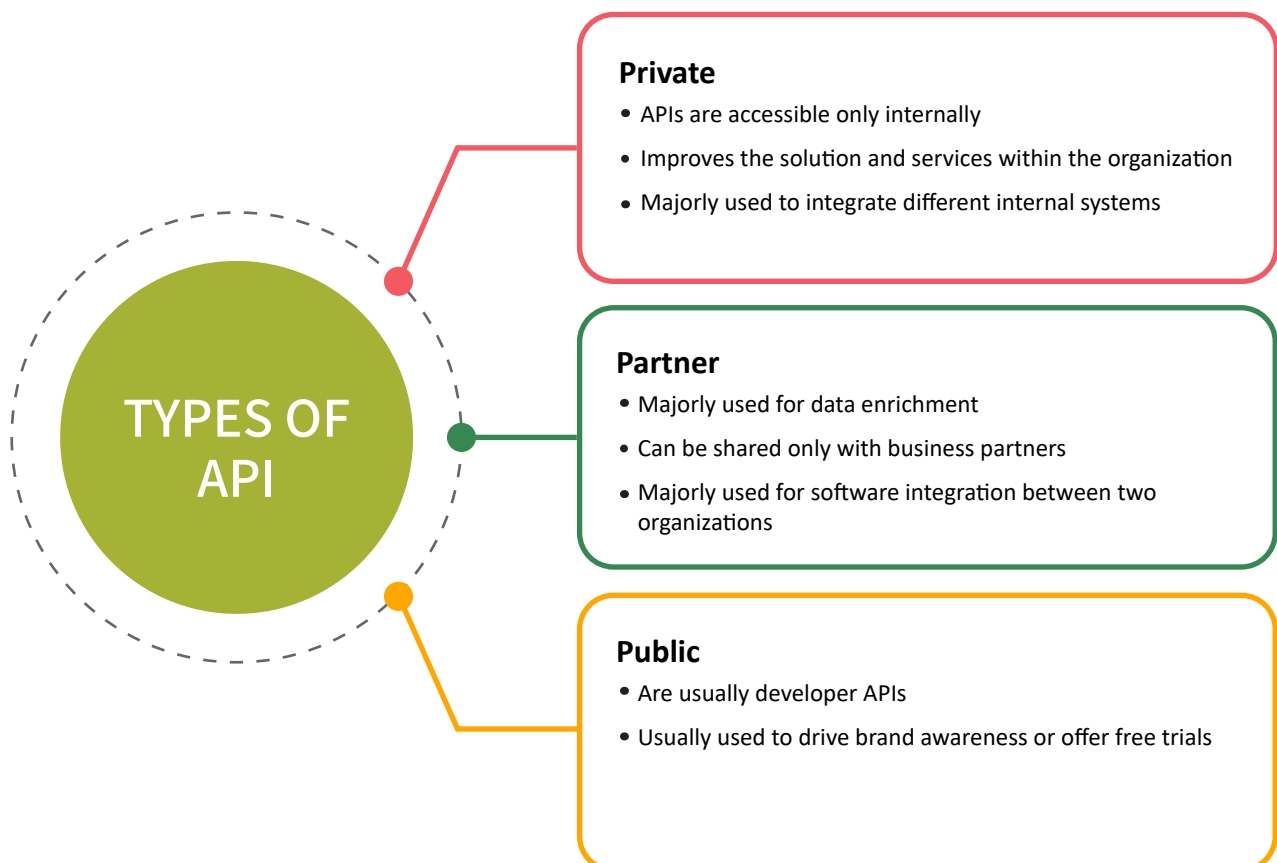 TYPES OF
API
Private
• APIs are accessible only internally
• Improves the solution and services within the organization
• Majorly used to integrate different internal systems
Partner
• Majorly used for data enrichment
• Can be shared only with business partners
• Majorly used for software integration between two
organizations
Public
• Are usually developer APIs
• Usually used to drive brand awareness or offer free trials